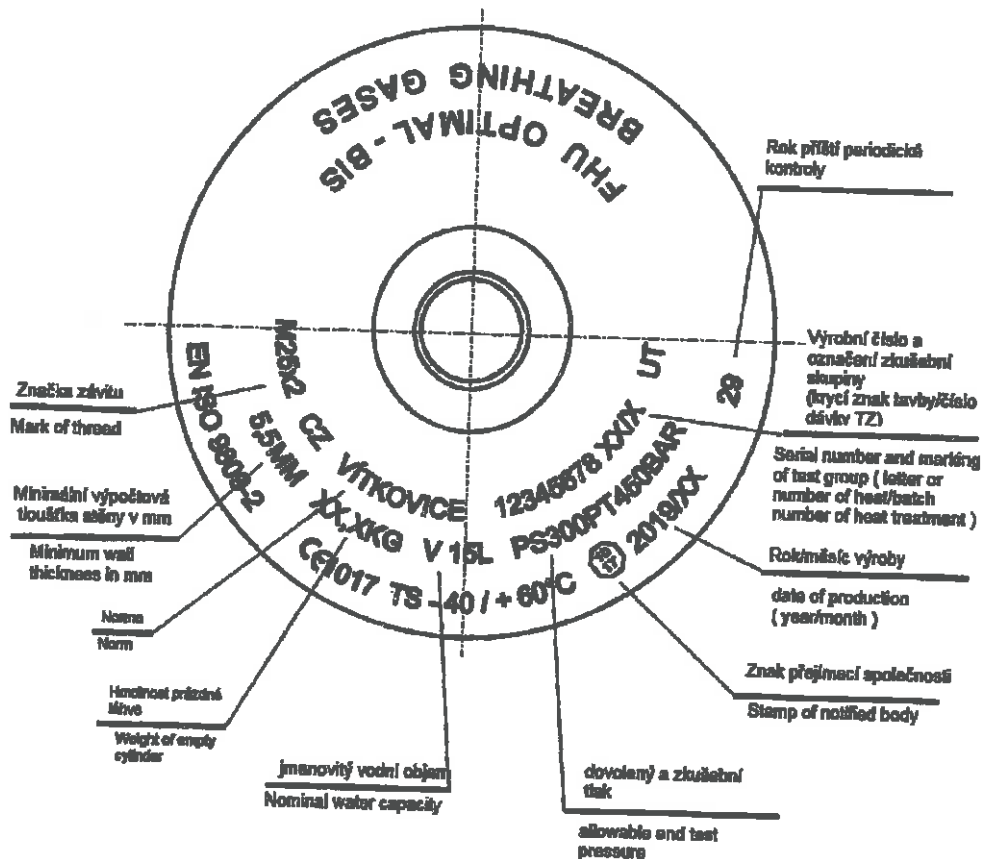 BREATHING GASES
FHU OPTIMAL - BIS
M25x2 CZ VÍTKOVICE 12345678 XX/X UT
5,5MM XX,XKG V 15L PS300PT450BAR
EN ISO 9809-2 CE1017 TS -40 / + 60°C 10 17 2019/XX 29
Značka závitu
Mark of thread
Minimální výpočtová
tloušťka stěny v mm
Minimum wall
thickness in mm
Norma
Norm
Hmotnost prázdné
láhve
Weight of empty
cylinder
jmenovitý vodní objem
Nominal water capacity
dovolený a zkušební
tlak
allowable and test
pressure
Rok příští periodické
kontroly
Výrobní číslo a
označení zkušební
skupiny
(krycí znak tavby/číslo
dávky TZ)
Serial number and marking
of test group ( letter or
number of heat/batch
number of heat treatment )
Rok/měsíc výroby
date of production
( year/month )
Znak přejímací společnosti
Stamp of notified body